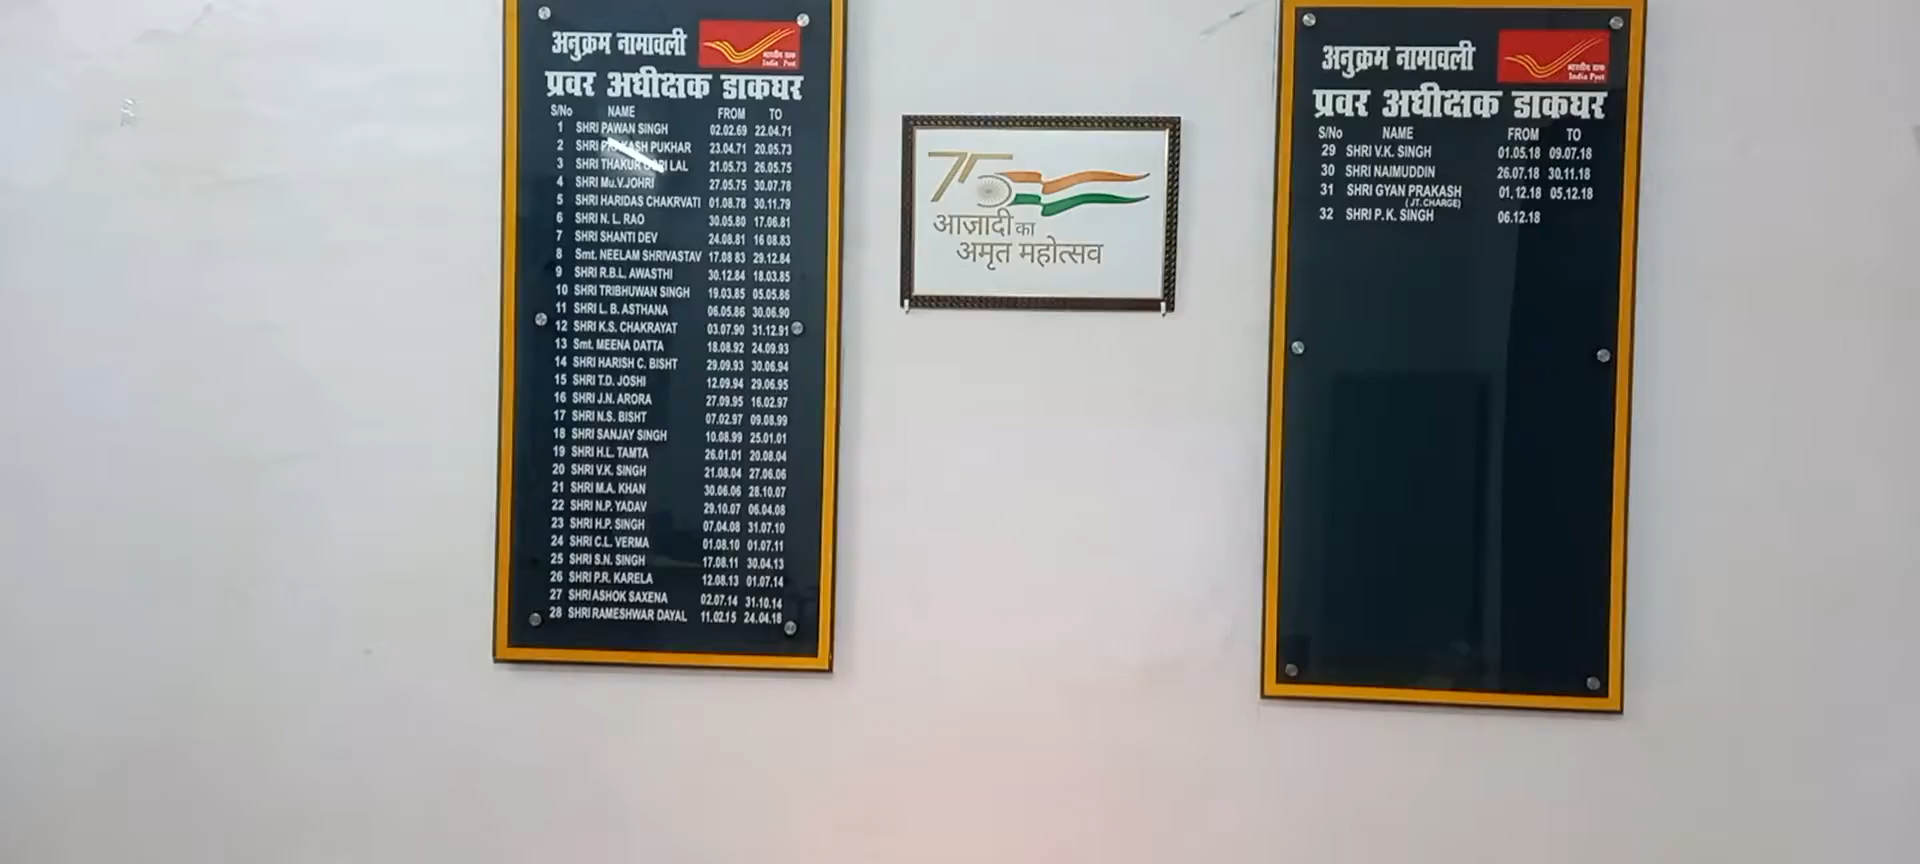 अनुक्रम नामावली
भारतीय डाक
India Post
प्रवर अधीक्षक डाकघर
S/No NAME FROM TO
1 SHRI PAWAN SINGH 02.02.69 22.04.71
2 SHRI PRAKASH PUKHAR 23.04.71 20.05.73
3 SHRI THAKUR LAL 21.05.73 26.05.75
4 SHRI Mu.V.JOHRI 27.05.75 30.07.78
5 SHRI HARIDAS CHAKRVATI 01.08.78 30.11.79
6 SHRI N. L. RAO 30.05.80 17.06.81
7 SHRI SHANTI DEV 24.08.81 16 08.83
8 Smt. NEELAM SHRIVASTAV 17.08 83 29.12.84
9 SHRI R.B.L. AWASTHI 30.12.84 18.03.85
10 SHRI TRIBHUWAN SINGH 19.03.85 05.05.86
11 SHRI L. B. ASTHANA 06.05.86 30.06.90
12 SHRI K.S. CHAKRAYAT 03.07.90 31.12.91
13 Smt. MEENA DATTA 18.08.92 24.09.93
14 SHRI HARISH C. BISHT 29.09.93 30.06.94
15 SHRI T.D. JOSHI 12.09.94 29.06.95
16 SHRI J.N. ARORA 27.09.95 16.02.97
17 SHRI N.S. BISHT 07.02.97 09.08.99
18 SHRI SANJAY SINGH 10.08.99 25.01.01
19 SHRI H.L. TAMTA 26.01.01 20.08.04
20 SHRI V.K. SINGH 21.08.04 27.06.06
21 SHRI M.A. KHAN 30.06.06 28.10.07
22 SHRI N.P. YADAV 29.10.07 06.04.08
23 SHRI H.P. SINGH 07.04.08 31.07.10
24 SHRI C.L. VERMA 01.08.10 01.07.11
25 SHRI S.N. SINGH 17.08.11 30.04.13
26 SHRI P.R. KARELA 12.08.13 01.07.14
27 SHRI ASHOK SAXENA 02.07.14 31.10.14
28 SHRI RAMESHWAR DAYAL 11.02.15 24.04.18
75
आज़ादी का
अमृत महोत्सव
अनुक्रम नामावली
भारतीय डाक
India Post
प्रवर अधीक्षक डाकघर
S/No NAME FROM TO
29 SHRI V.K. SINGH 01.05.18 09.07.18
30 SHRI NAIMUDDIN 26.07.18 30.11.18
31 SHRI GYAN PRAKASH 01.12.18 05.12.18
( JT. CHARGE)
32 SHRI P.K. SINGH 06.12.18